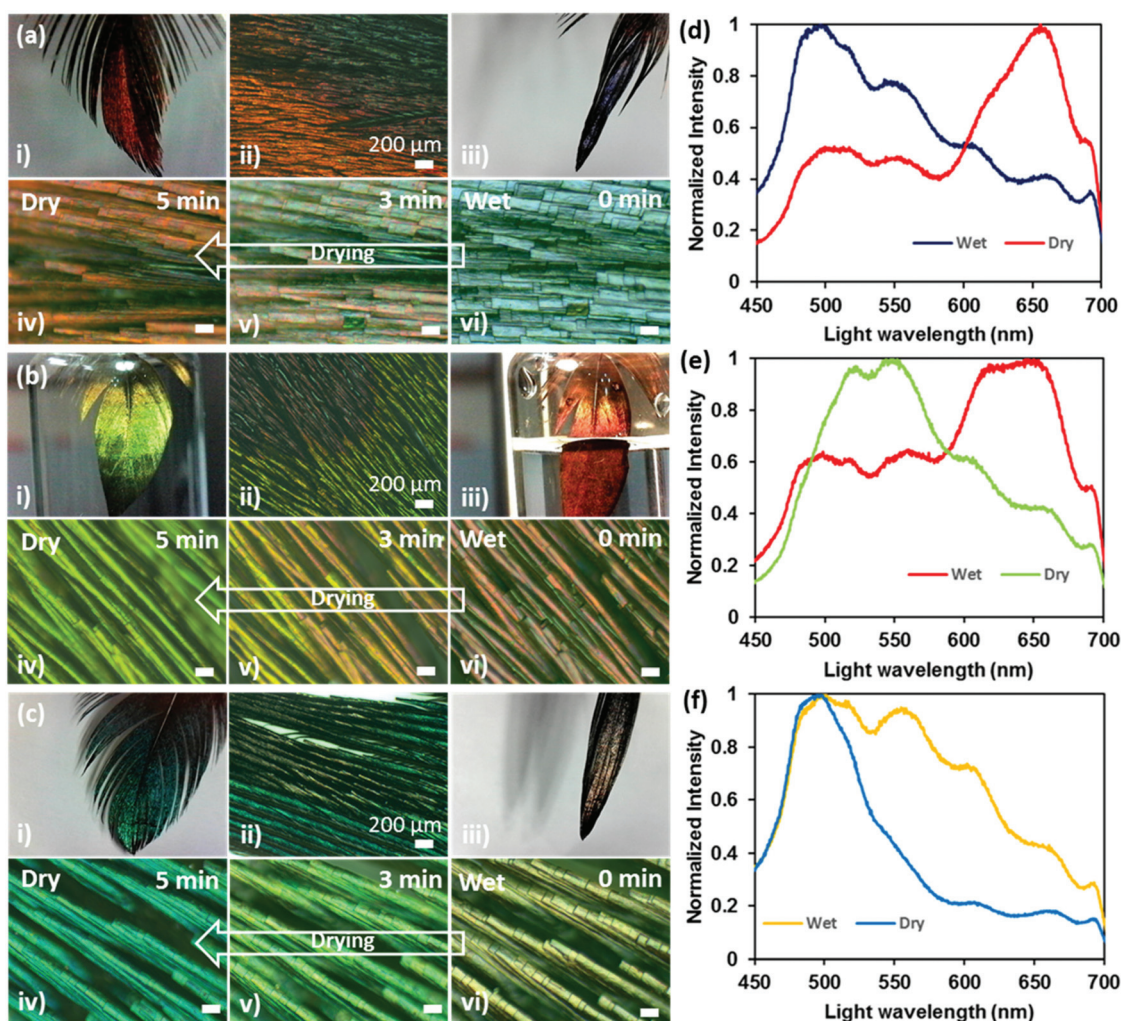 (a)
i)
ii)
200 μm
iii)
Dry
5 min
3 min
Wet
0 min
Drying
iv)
v)
vi)
(b)
i)
ii)
200 μm
iii)
Dry
5 min
3 min
Wet
0 min
Drying
iv)
v)
vi)
(c)
i)
ii)
200 μm
iii)
Dry
5 min
3 min
Wet
0 min
Drying
iv)
v)
vi)
(d)
Normalized Intensity
1
0.8
0.6
0.4
0.2
0
Wet Dry
450 500 550 600 650 700
Light wavelength (nm)
(e)
Normalized Intensity
1
0.8
0.6
0.4
0.2
0
Wet Dry
450 500 550 600 650 700
Light wavelength (nm)
(f)
Normalized Intensity
1
0.8
0.6
0.4
0.2
0
Wet Dry
450 500 550 600 650 700
Light wavelength (nm)